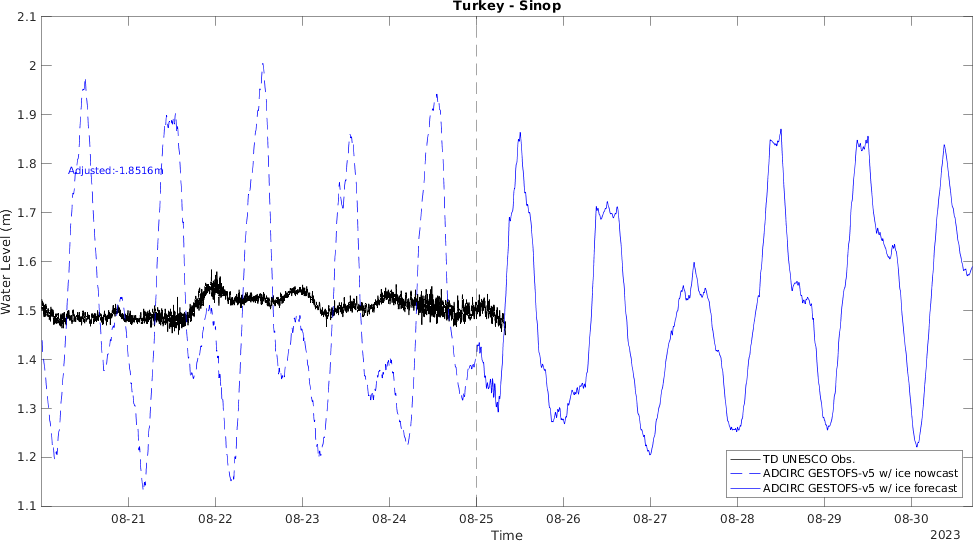 Turkey - Sinop
2.1
2
1.9
1.8
1.7
1.6
1.5
1.4
1.3
1.2
1.1
Water Level (m)
Adjusted:-1.8516m
TD UNESCO Obs.
ADCIRC GESTOFS-v5 w/ ice nowcast
ADCIRC GESTOFS-v5 w/ ice forecast
08-21 08-22 08-23 08-24 08-25 08-26 08-27 08-28 08-29 08-30
Time
2023